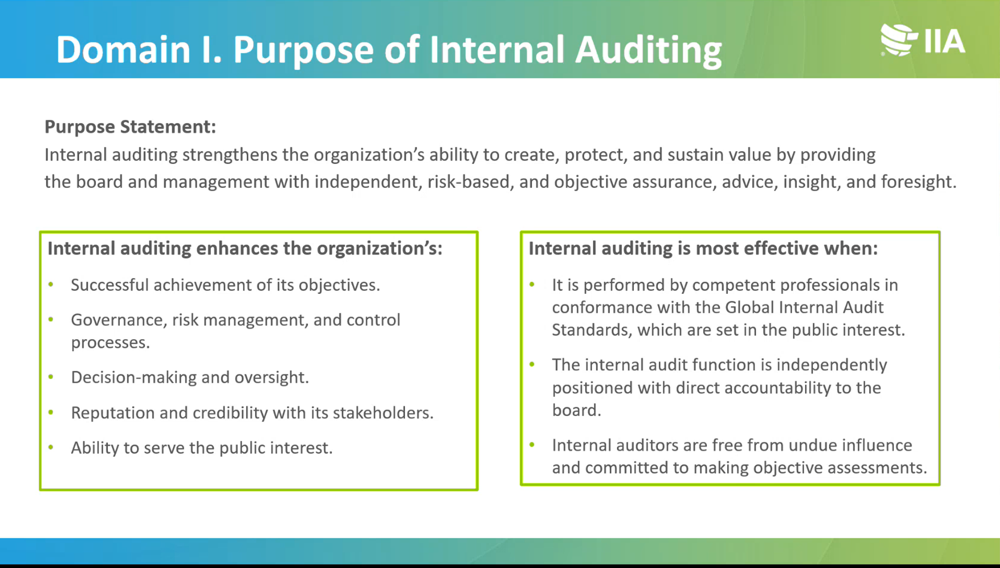 Domain I. Purpose of Internal Auditing
® IIA
Purpose Statement:
Internal auditing strengthens the organization’s ability to create, protect, and sustain value by providing
the board and management with independent, risk-based, and objective assurance, advice, insight, and foresight.
Internal auditing enhances the organization’s:
• Successful achievement of its objectives.
• Governance, risk management, and control
processes.
• Decision-making and oversight.
• Reputation and credibility with its stakeholders.
• Ability to serve the public interest.
Internal auditing is most effective when:
• It is performed by competent professionals in
conformance with the Global Internal Audit
Standards, which are set in the public interest.
• The internal audit function is independently
positioned with direct accountability to the
board.
• Internal auditors are free from undue influence
and committed to making objective assessments.